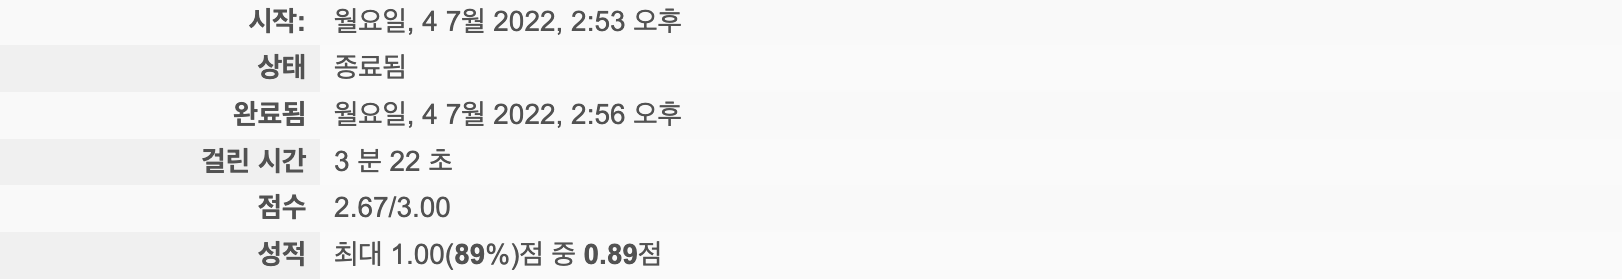 시작: 월요일, 4 7월 2022, 2:53 오후
상태 종료됨
완료됨 월요일, 4 7월 2022, 2:56 오후
걸린 시간 3 분 22 초
점수 2.67/3.00
성적 최대 1.00(89%)점 중 0.89점